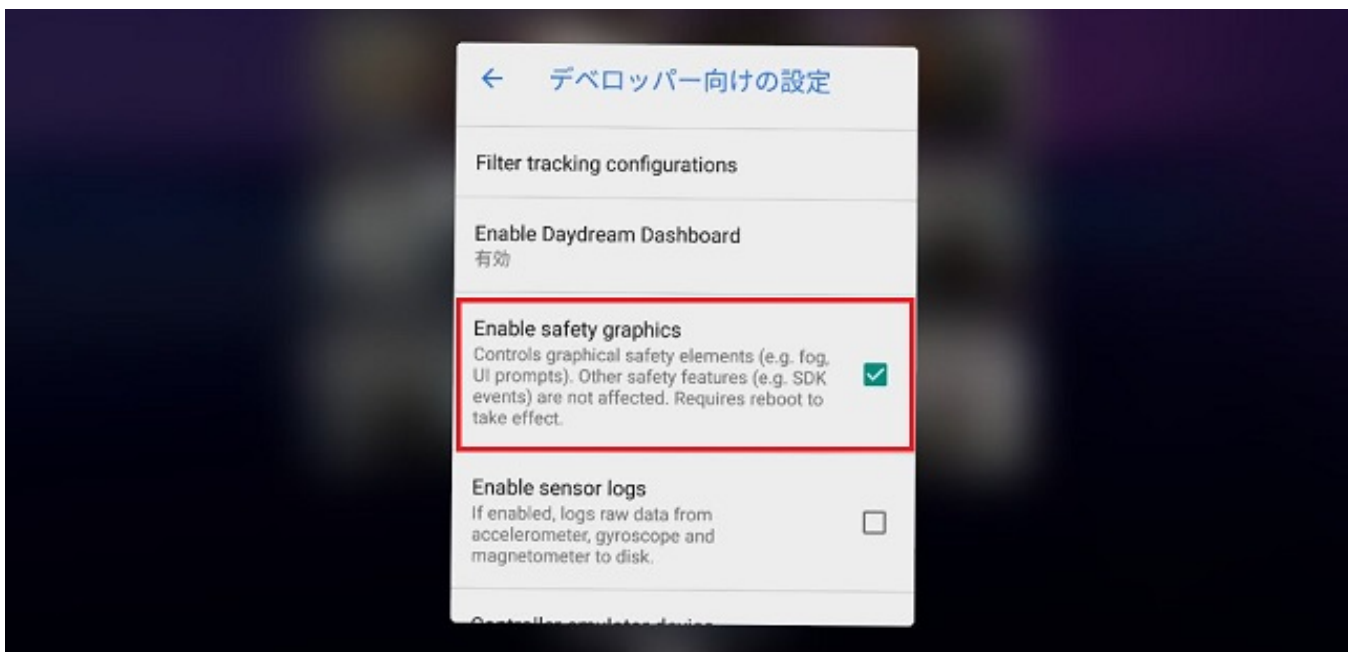 ← デベロッパー向けの設定
Filter tracking configurations
Enable Daydream Dashboard
有効
Enable safety graphics
Controls graphical safety elements (e.g. fog,
UI prompts). Other safety features (e.g. SDK
events) are not affected. Requires reboot to
take effect.
Enable sensor logs
If enabled, logs raw data from
accelerometer, gyroscope and
magnetometer to disk.
Controller emulator device